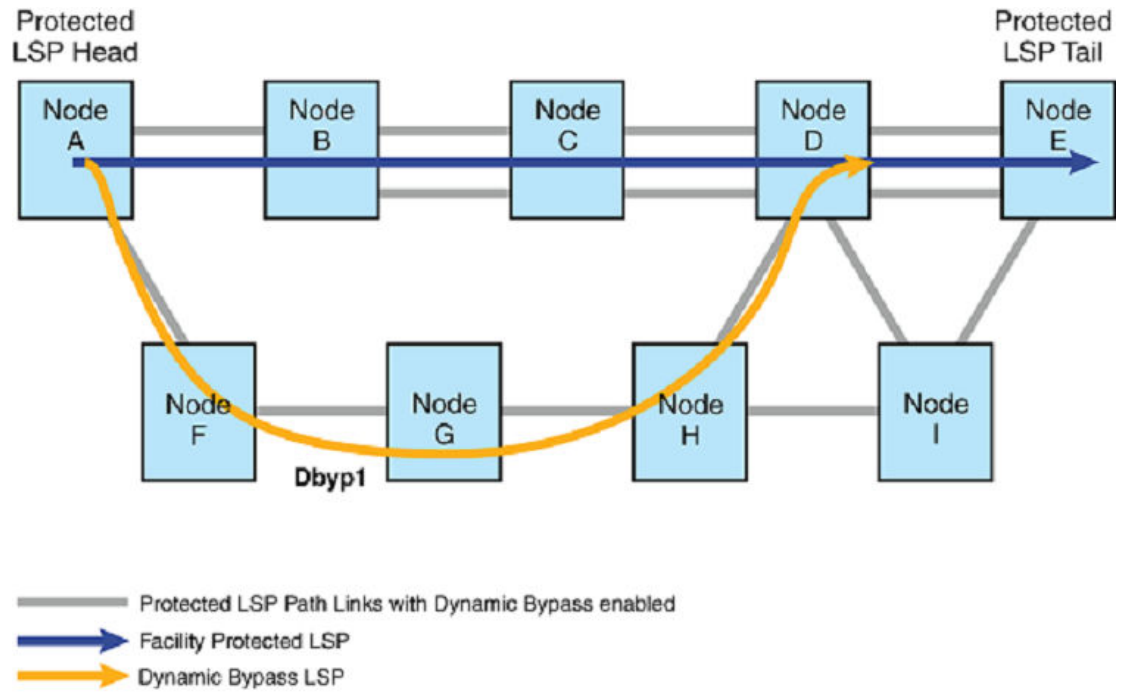 Protected
LSP Head
Protected
LSP Tail
Node
A
Node
B
Node
C
Node
D
Node
E
Node
F
Node
G
Node
H
Node
I
Dbyp1
Protected LSP Path Links with Dynamic Bypass enabled
Facility Protected LSP
Dynamic Bypass LSP